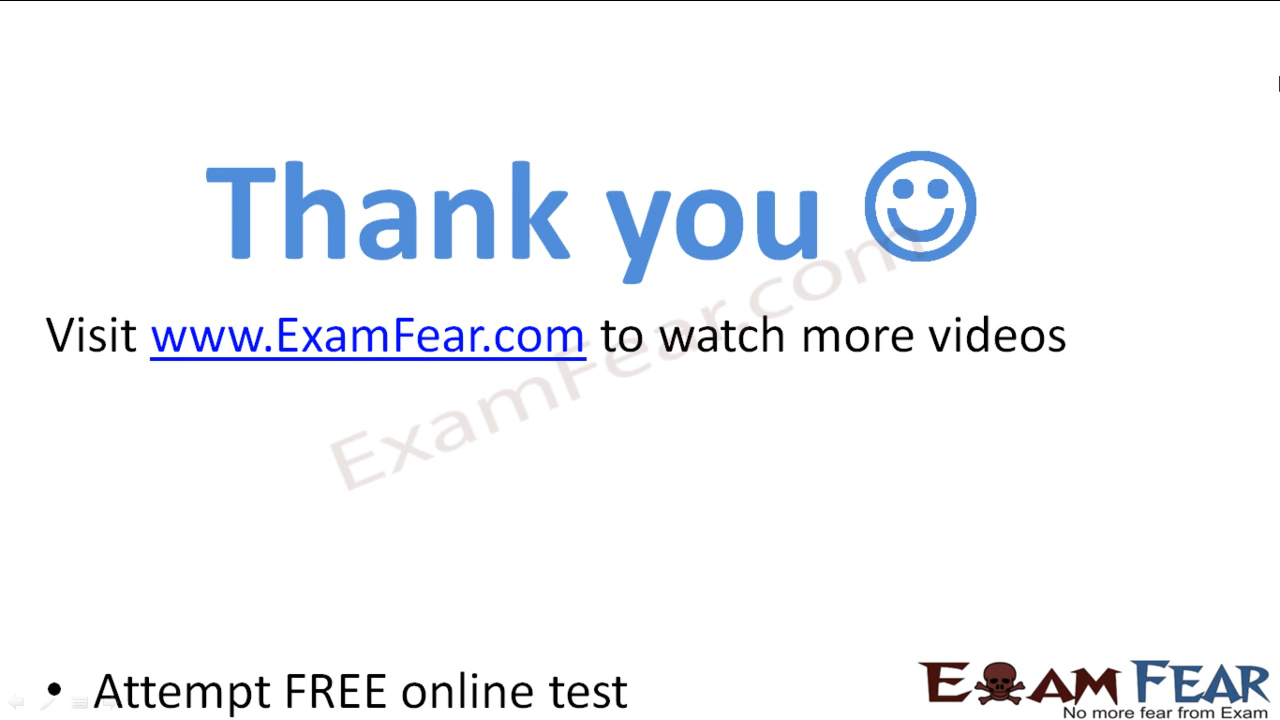 Thank you
Visit www.ExamFear.com to watch more videos
ExamFear.com
• Attempt FREE online test
EXAM FEAR
No more fear from Exam